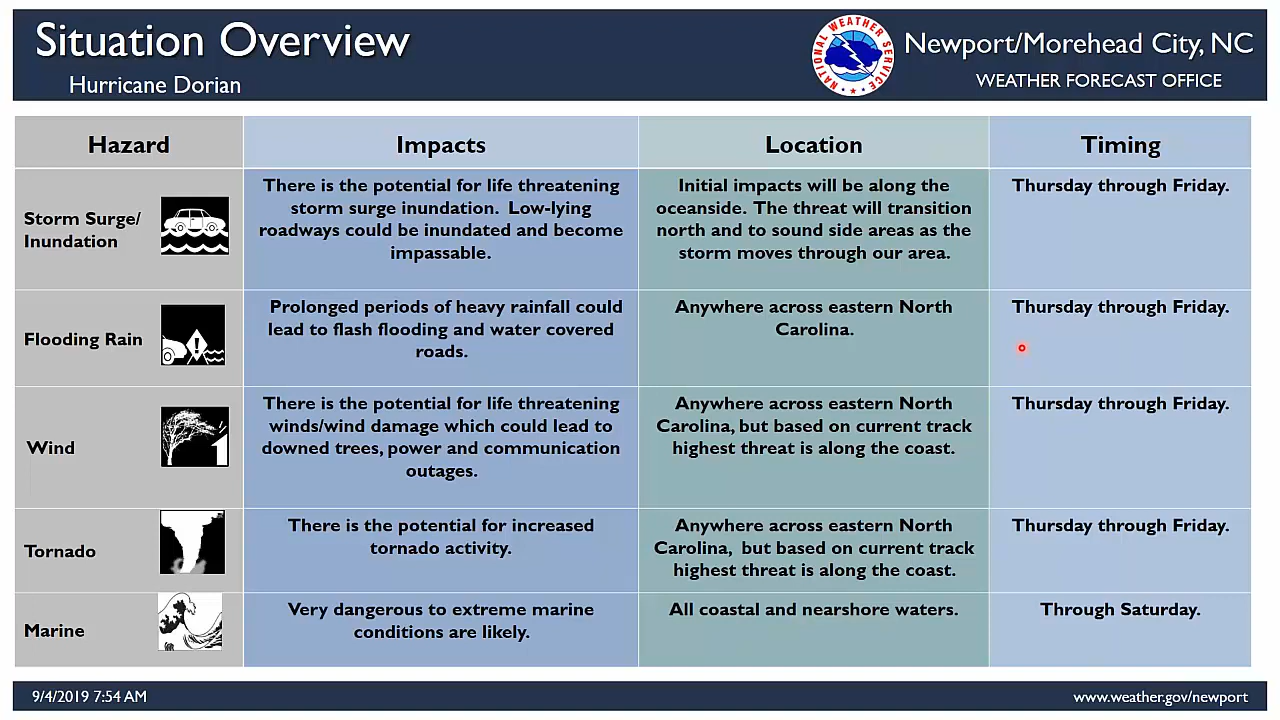 Situation Overview
Hurricane Dorian
NATIONAL WEATHER SERVICE
Newport/Morehead City, NC
WEATHER FORECAST OFFICE
Hazard
Impacts
Location
Timing
Storm Surge/
Inundation
There is the potential for life threatening
storm surge inundation. Low-lying
roadways could be inundated and become
impassable.
Initial impacts will be along the
oceanside. The threat will transition
north and to sound side areas as the
storm moves through our area.
Thursday through Friday.
Flooding Rain
Prolonged periods of heavy rainfall could
lead to flash flooding and water covered
roads.
Anywhere across eastern North
Carolina.
Thursday through Friday.
Wind
There is the potential for life threatening
winds/wind damage which could lead to
downed trees, power and communication
outages.
Anywhere across eastern North
Carolina, but based on current track
highest threat is along the coast.
Thursday through Friday.
Tornado
There is the potential for increased
tornado activity.
Anywhere across eastern North
Carolina, but based on current track
highest threat is along the coast.
Thursday through Friday.
Marine
Very dangerous to extreme marine
conditions are likely.
All coastal and nearshore waters.
Through Saturday.
9/4/2019 7:54 AM
www.weather.gov/newport